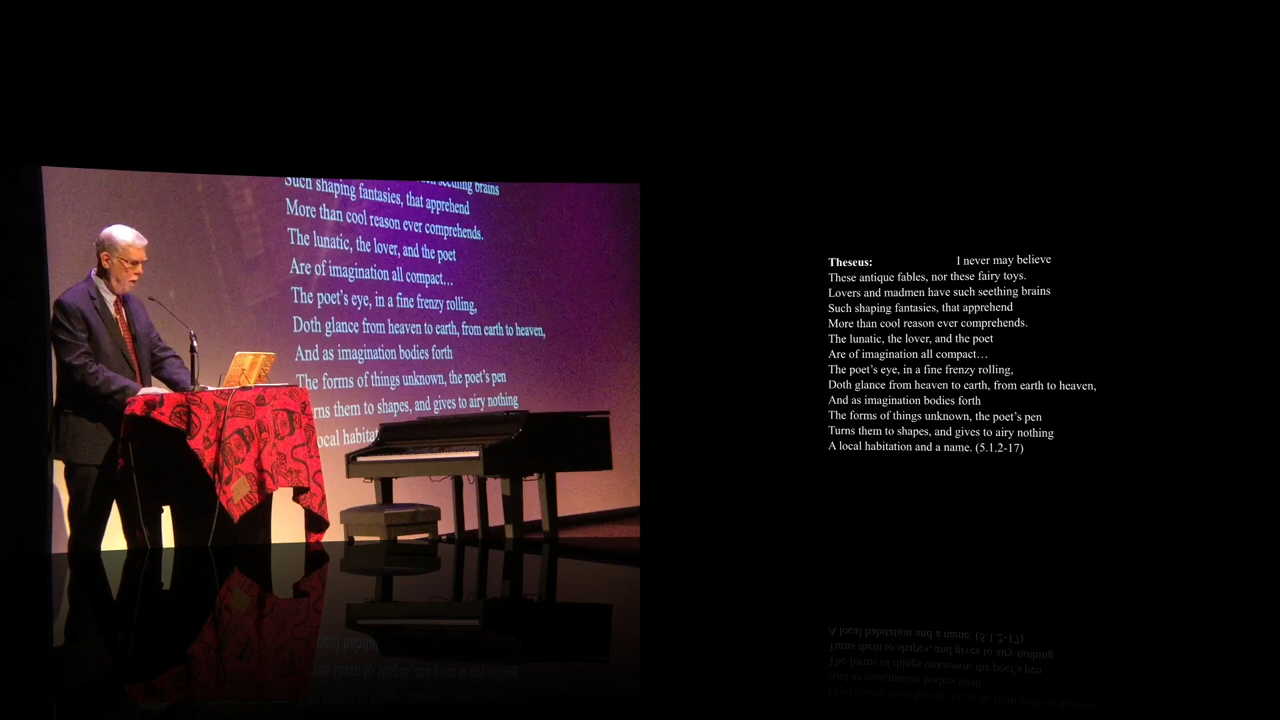 seething brains
Such shaping fantasies, that apprehend
More than cool reason ever comprehends.
The lunatic, the lover, and the poet
Are of imagination all compact…
The poet's eye, in a fine frenzy rolling,
Doth glance from heaven to earth, from earth to heaven,
And as imagination bodies forth
The forms of things unknown, the poet's pen
rns them to shapes, and gives to airy nothing
ocal habitat
Theseus: I never may believe
These antique fables, nor these fairy toys.
Lovers and madmen have such seething brains
Such shaping fantasies, that apprehend
More than cool reason ever comprehends.
The lunatic, the lover, and the poet
Are of imagination all compact…
The poet's eye, in a fine frenzy rolling,
Doth glance from heaven to earth, from earth to heaven,
And as imagination bodies forth
The forms of things unknown, the poet's pen
Turns them to shapes, and gives to airy nothing
A local habitation and a name. (5.1.2-17)